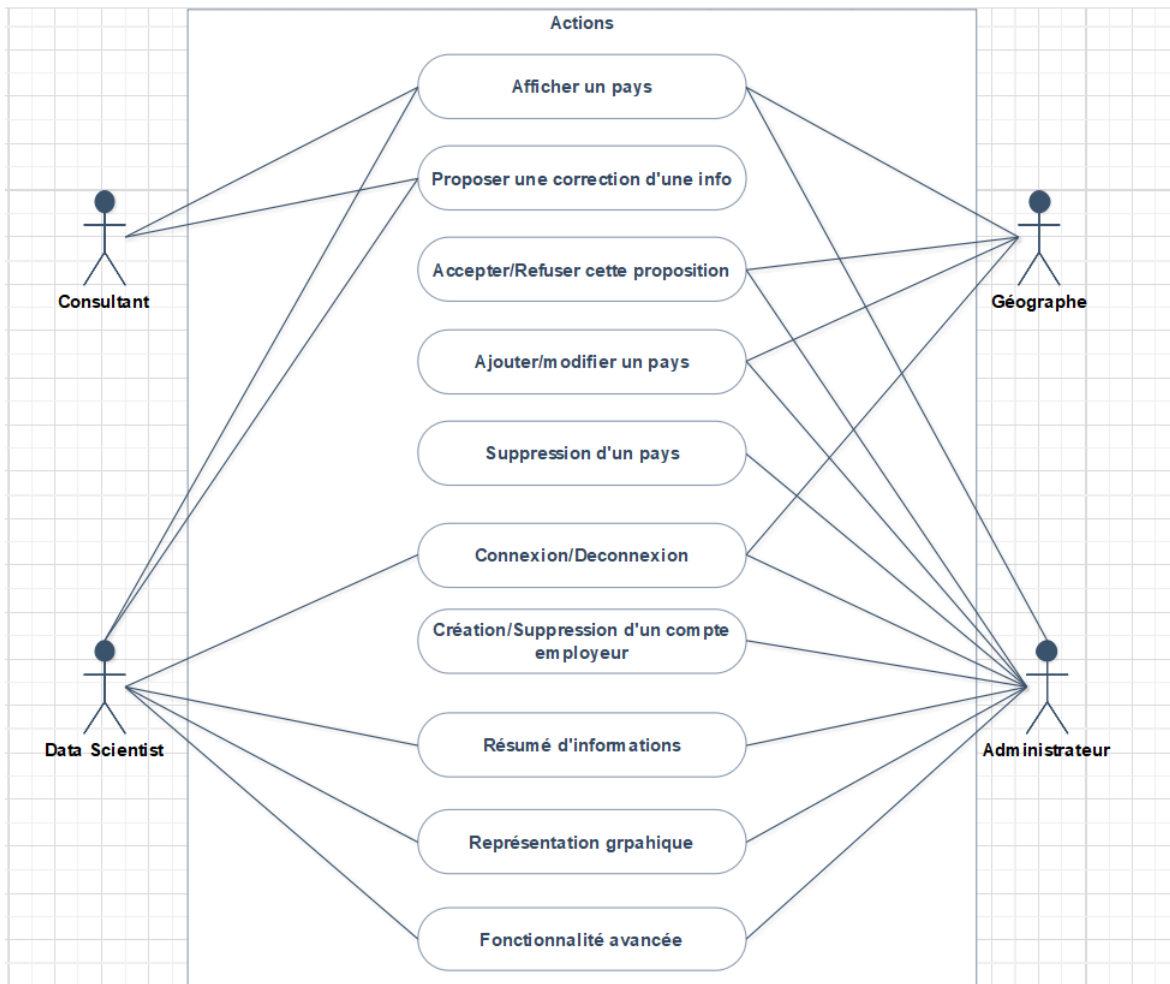 Actions
Afficher un pays
Proposer une correction d'une info
Accepter/Refuser cette proposition
Consultant
Géographe
Ajouter/modifier un pays
Suppression d'un pays
Connexion/Deconnexion
Création/Suppression d'un compte
employeur
Résumé d'informations
Data Scientist
Administrateur
Représentation grpahique
Fonctionnalité avancée